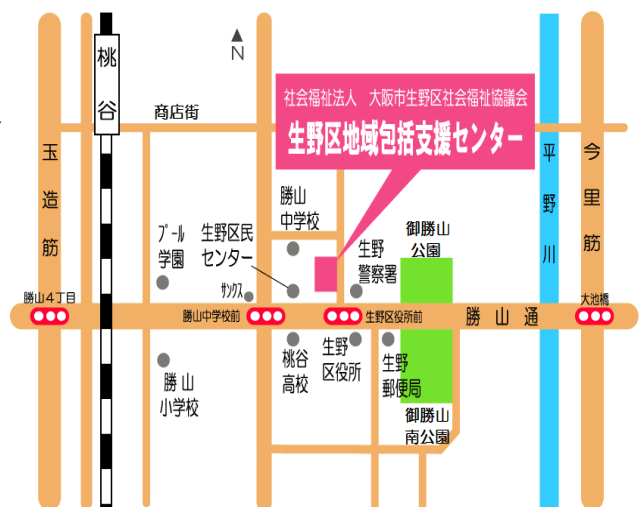 桃谷
N
社会福祉法人 大阪市生野区社会福祉協議会
生野区地域包括支援センター
商店街
玉造筋
平野川
今里筋
勝山
中学校
プール
学園
生野区民
センター
生野
警察署
御勝山
公園
サンクス
勝山4丁目
勝山中学校前
生野区役所前
勝山通
大池橋
勝山
小学校
桃谷
高校
生野
区役所
生野
郵便局
御勝山
南公園